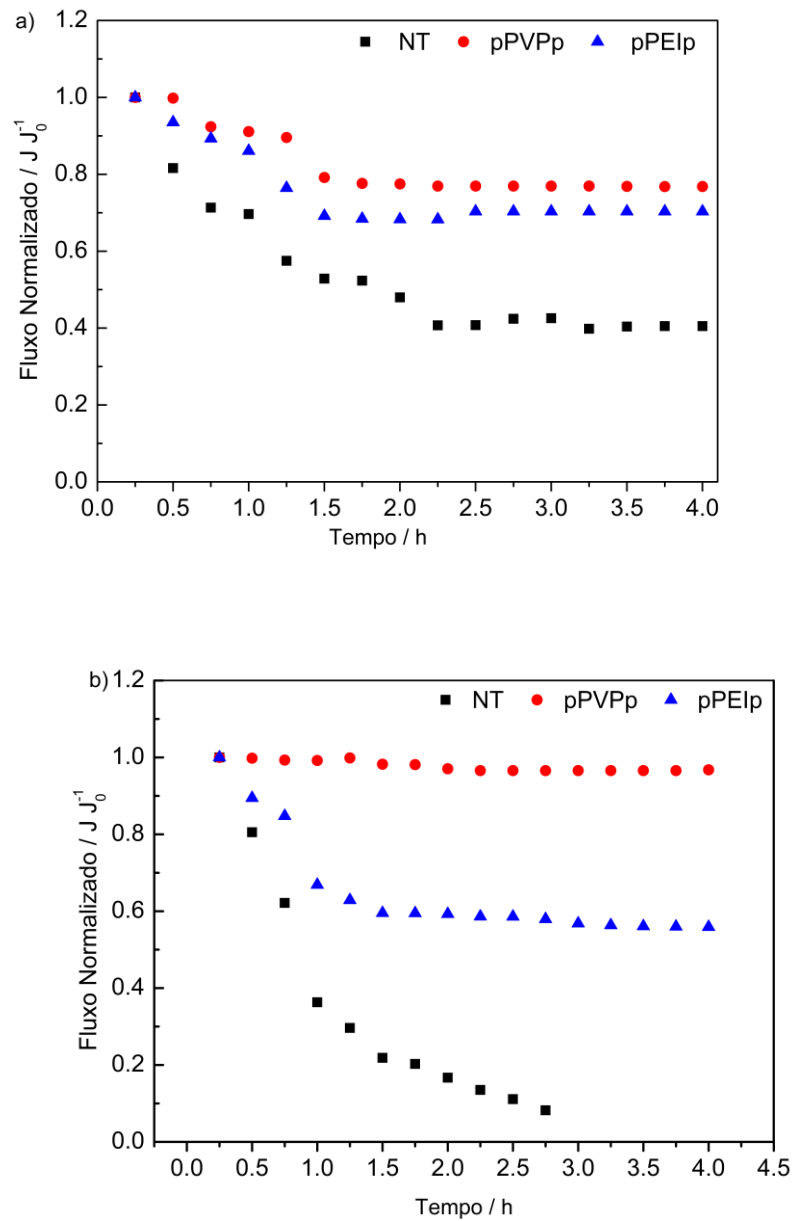 a)
NT pPVPp pPEIp
Fluxo Normalizado / J J₀⁻¹
1.2
1.0
0.8
0.6
0.4
0.2
0.0
0.0 0.5 1.0 1.5 2.0 2.5 3.0 3.5 4.0
Tempo / h
b)
NT pPVPp pPEIp
Fluxo Normalizado / J J₀⁻¹
1.2
1.0
0.8
0.6
0.4
0.2
0.0
0.0 0.5 1.0 1.5 2.0 2.5 3.0 3.5 4.0 4.5
Tempo / h